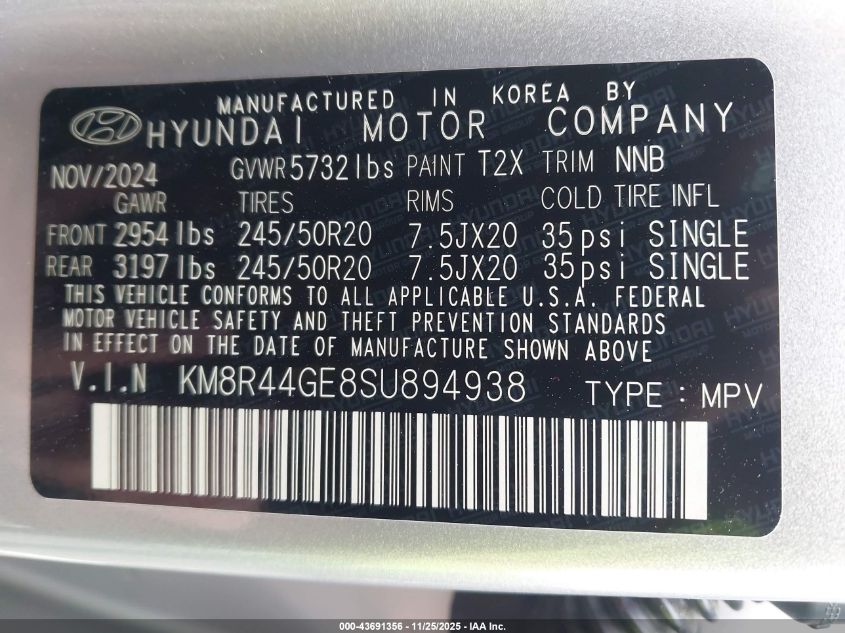 MANUFACTURED IN KOREA BY
HYUNDAI MOTOR COMPANY
NOV/2024 GVWR 5732 lbs PAINT T2X TRIM NNB
GAWR TIRES RIMS COLD TIRE INFL
FRONT 2954 lbs 245/50R20 7.5JX20 35 psi SINGLE
REAR 3197 lbs 245/50R20 7.5JX20 35 psi SINGLE
THIS VEHICLE CONFORMS TO ALL APPLICABLE U.S.A. FEDERAL
MOTOR VEHICLE SAFETY AND THEFT PREVENTION STANDARDS
IN EFFECT ON THE DATE OF MANUFACTURE SHOWN ABOVE
V.I.N KM8R44GE8SU894938 TYPE : MPV
000-43691356 - 11/25/2025 - IAA Inc.